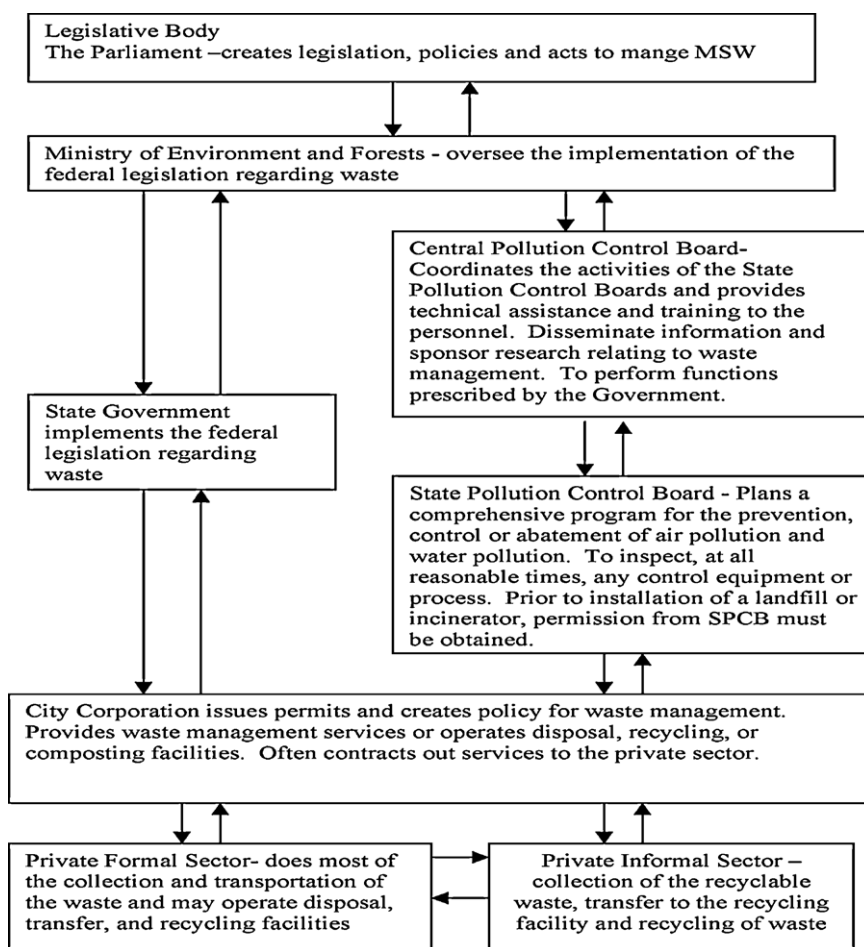 Legislative Body
The Parliament –creates legislation, policies and acts to mange MSW
Ministry of Environment and Forests - oversee the implementation of the
federal legislation regarding waste
Central Pollution Control Board-
Coordinates the activities of the State
Pollution Control Boards and provides
technical assistance and training to the
personnel. Disseminate information and
sponsor research relating to waste
management. To perform functions
prescribed by the Government.
State Government
implements the federal
legislation regarding
waste
State Pollution Control Board - Plans a
comprehensive program for the prevention,
control or abatement of air pollution and
water pollution. To inspect, at all
reasonable times, any control equipment or
process. Prior to installation of a landfill or
incinerator, permission from SPCB must
be obtained.
City Corporation issues permits and creates policy for waste management.
Provides waste management services or operates disposal, recycling, or
composting facilities. Often contracts out services to the private sector.
Private Formal Sector- does most of
the collection and transportation of
the waste and may operate disposal,
transfer, and recycling facilities
Private Informal Sector –
collection of the recyclable
waste, transfer to the recycling
facility and recycling of waste